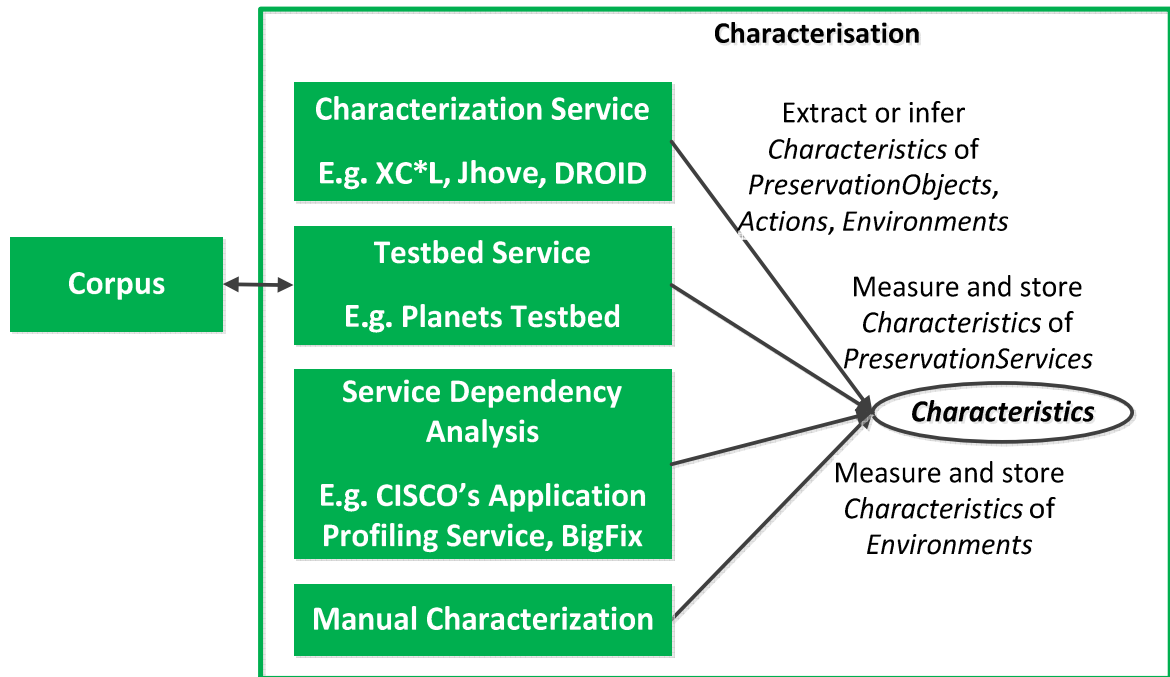 Characterisation
Characterization Service
E.g. XC*L, Jhove, DROID
Extract or infer
Characteristics of
PreservationObjects,
Actions, Environments
Corpus
Testbed Service
E.g. Planets Testbed
Measure and store
Characteristics of
PreservationServices
Service Dependency
Analysis
E.g. CISCO’s Application
Profiling Service, BigFix
Characteristics
Measure and store
Characteristics of
Environments
Manual Characterization